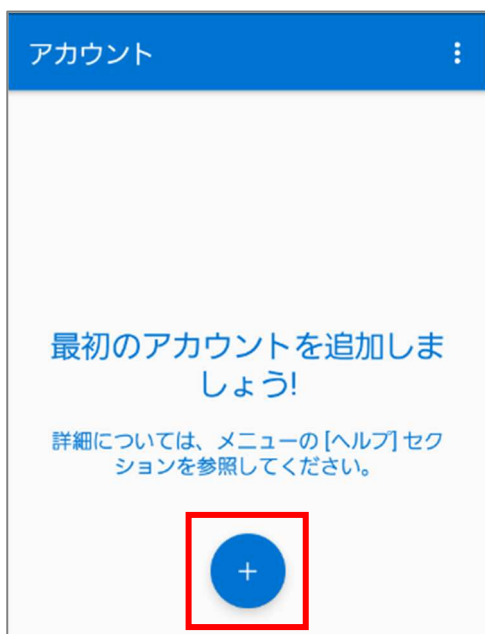 アカウント
最初のアカウントを追加しま
しょう!
詳細については、メニューの [ヘルプ] セク
ションを参照してください。
+